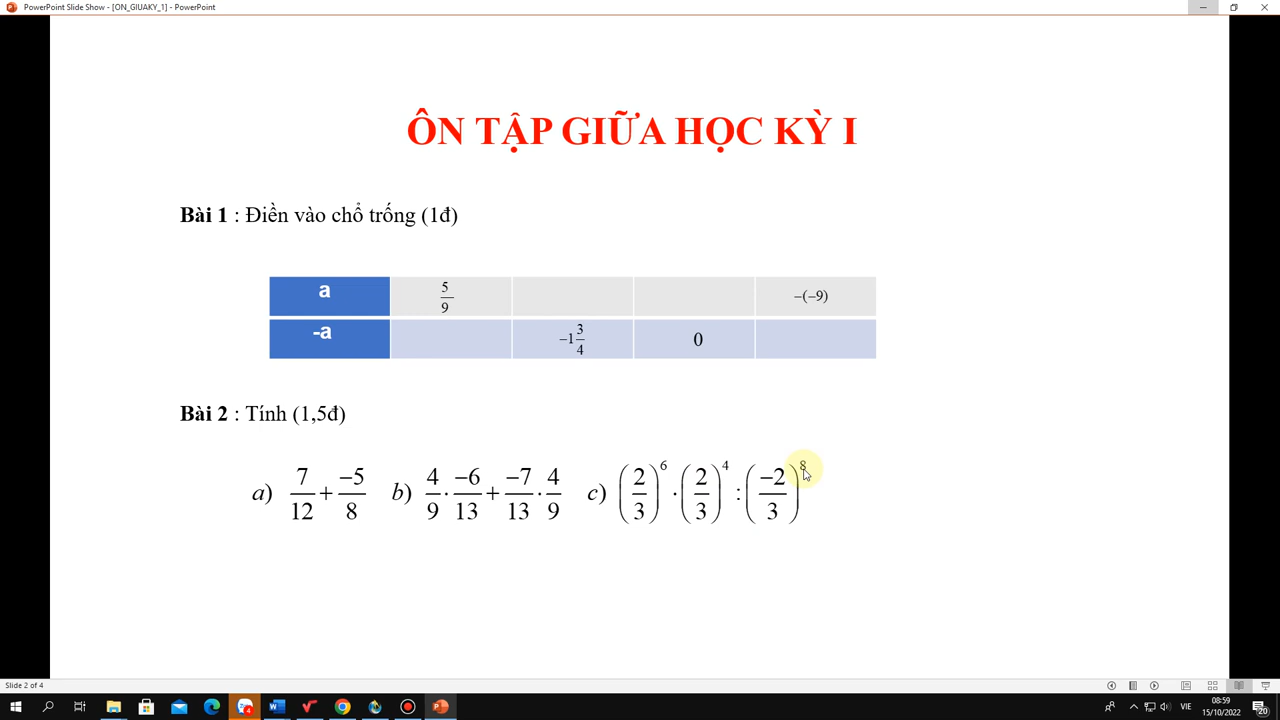 PowerPoint Slide Show - [ON_GIUAKY_1] - PowerPoint
ÔN TẬP GIỮA HỌC KỲ I
Bài 1 : Điền vào chổ trống (1đ)
a 5/9 −(−9)
-a −1 3/4 0
Bài 2 : Tính (1,5đ)
a) 7/12 + −5/8 b) 4/9 · −6/13 + −7/13 · 4/9 c) (2/3)^6 · (2/3)^4 : (−2/3)^8
Slide 2 of 4
VIE
08:59
15/10/2022
20